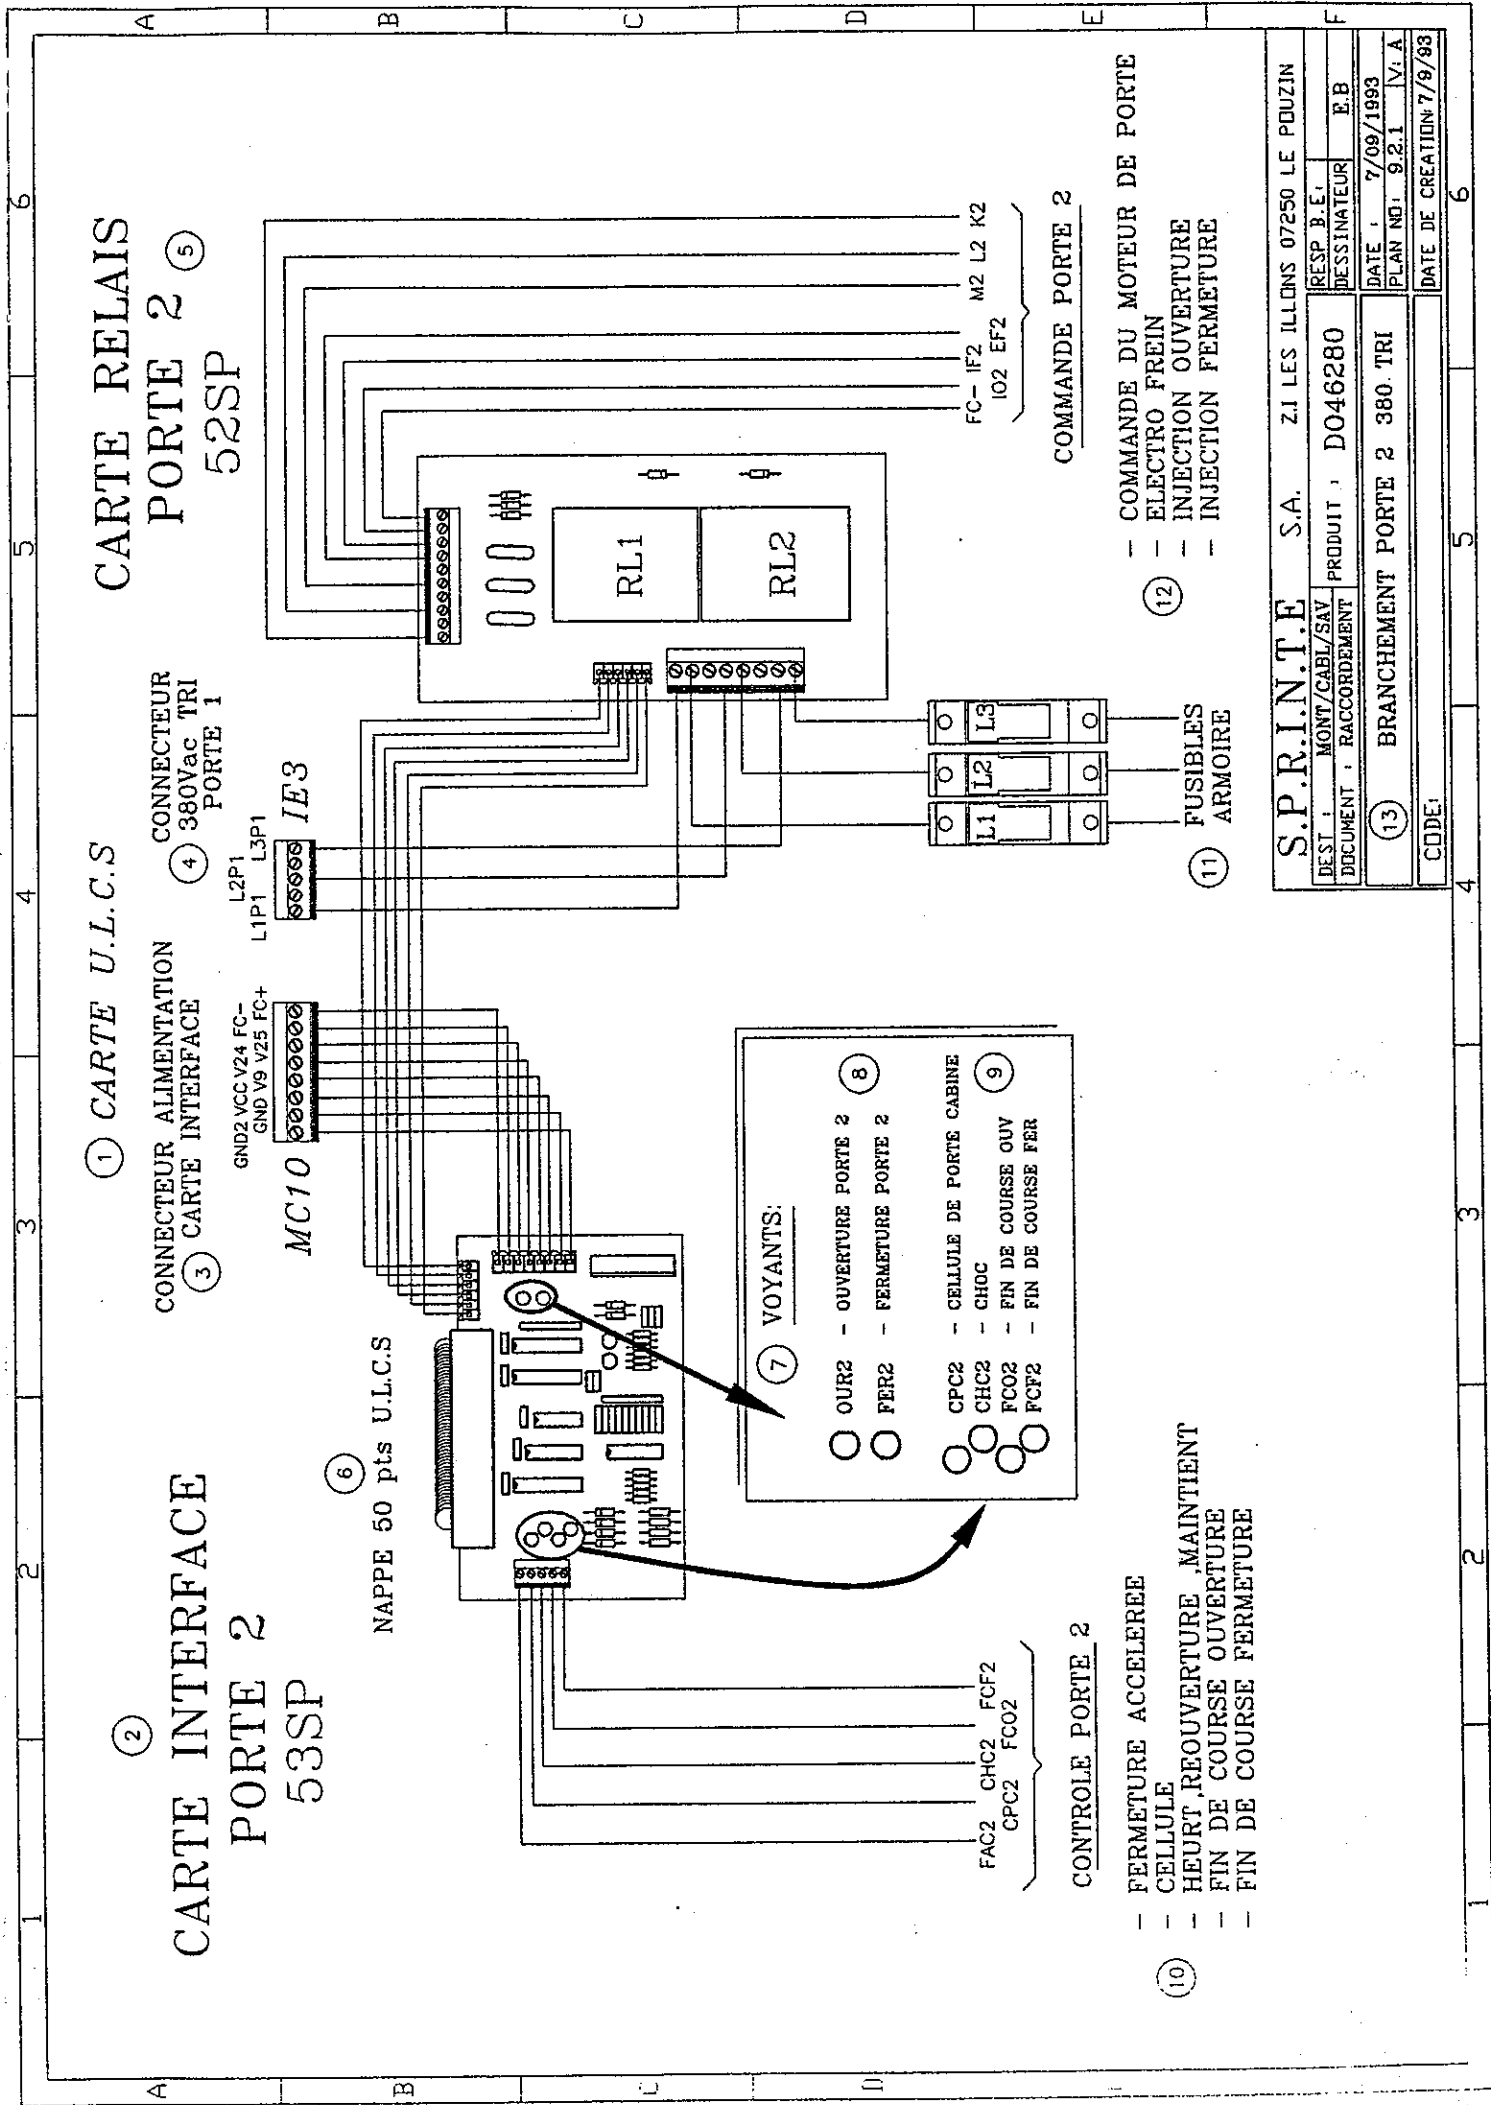 1 2 3 4 5 6
A
B
C
D
E
F
① CARTE U.L.C.S
②
CARTE INTERFACE
PORTE 2
53SP
CONNECTEUR ALIMENTATION
③ CARTE INTERFACE
GND2 VCC V24 FC-
GND V9 V25 FC+
MC10
CONNECTEUR
④ 380Vac TRI
PORTE 1
L2P1
L1P1 L3P1
IE3
CARTE RELAIS
PORTE 2 ⑤
52SP
⑥
NAPPE 50 pts U.L.C.S
RL1
RL2
M2 L2 K2
FC- IF2
IO2 EF2
COMMANDE PORTE 2
- COMMANDE DU MOTEUR DE PORTE
- ELECTRO FREIN
⑫ - INJECTION OUVERTURE
- INJECTION FERMETURE
L1 L2 L3
FUSIBLES
⑪ ARMOIRE
⑦ VOYANTS:
OUR2 - OUVERTURE PORTE 2
⑧
FER2 - FERMETURE PORTE 2
CPC2 - CELLULE DE PORTE CABINE
CHC2 - CHOC ⑨
FCO2 - FIN DE COURSE OUV
FCF2 - FIN DE COURSE FER
FAC2 CHC2 FCF2
CPC2 FCO2
CONTROLE PORTE 2
- FERMETURE ACCELEREE
- CELLULE
⑩ - HEURT,REOUVERTURE ,MAINTIENT
- FIN DE COURSE OUVERTURE
- FIN DE COURSE FERMETURE
S.P.R.I.N.T.E S.A. Z.I LES ILLONS 07250 LE POUZIN
DEST : MONT/CABL/SAV
DOCUMENT : RACCORDEMENT
PRODUIT : DO46280
RESP B.E:
DESSINATEUR E.B
⑬ BRANCHEMENT PORTE 2 380 TRI
DATE : 7/09/1993
PLAN NO: 9.2.1 V: A
CODE:
DATE DE CREATION: 7/9/93
1 2 3 4 5 6
A
B
C
D